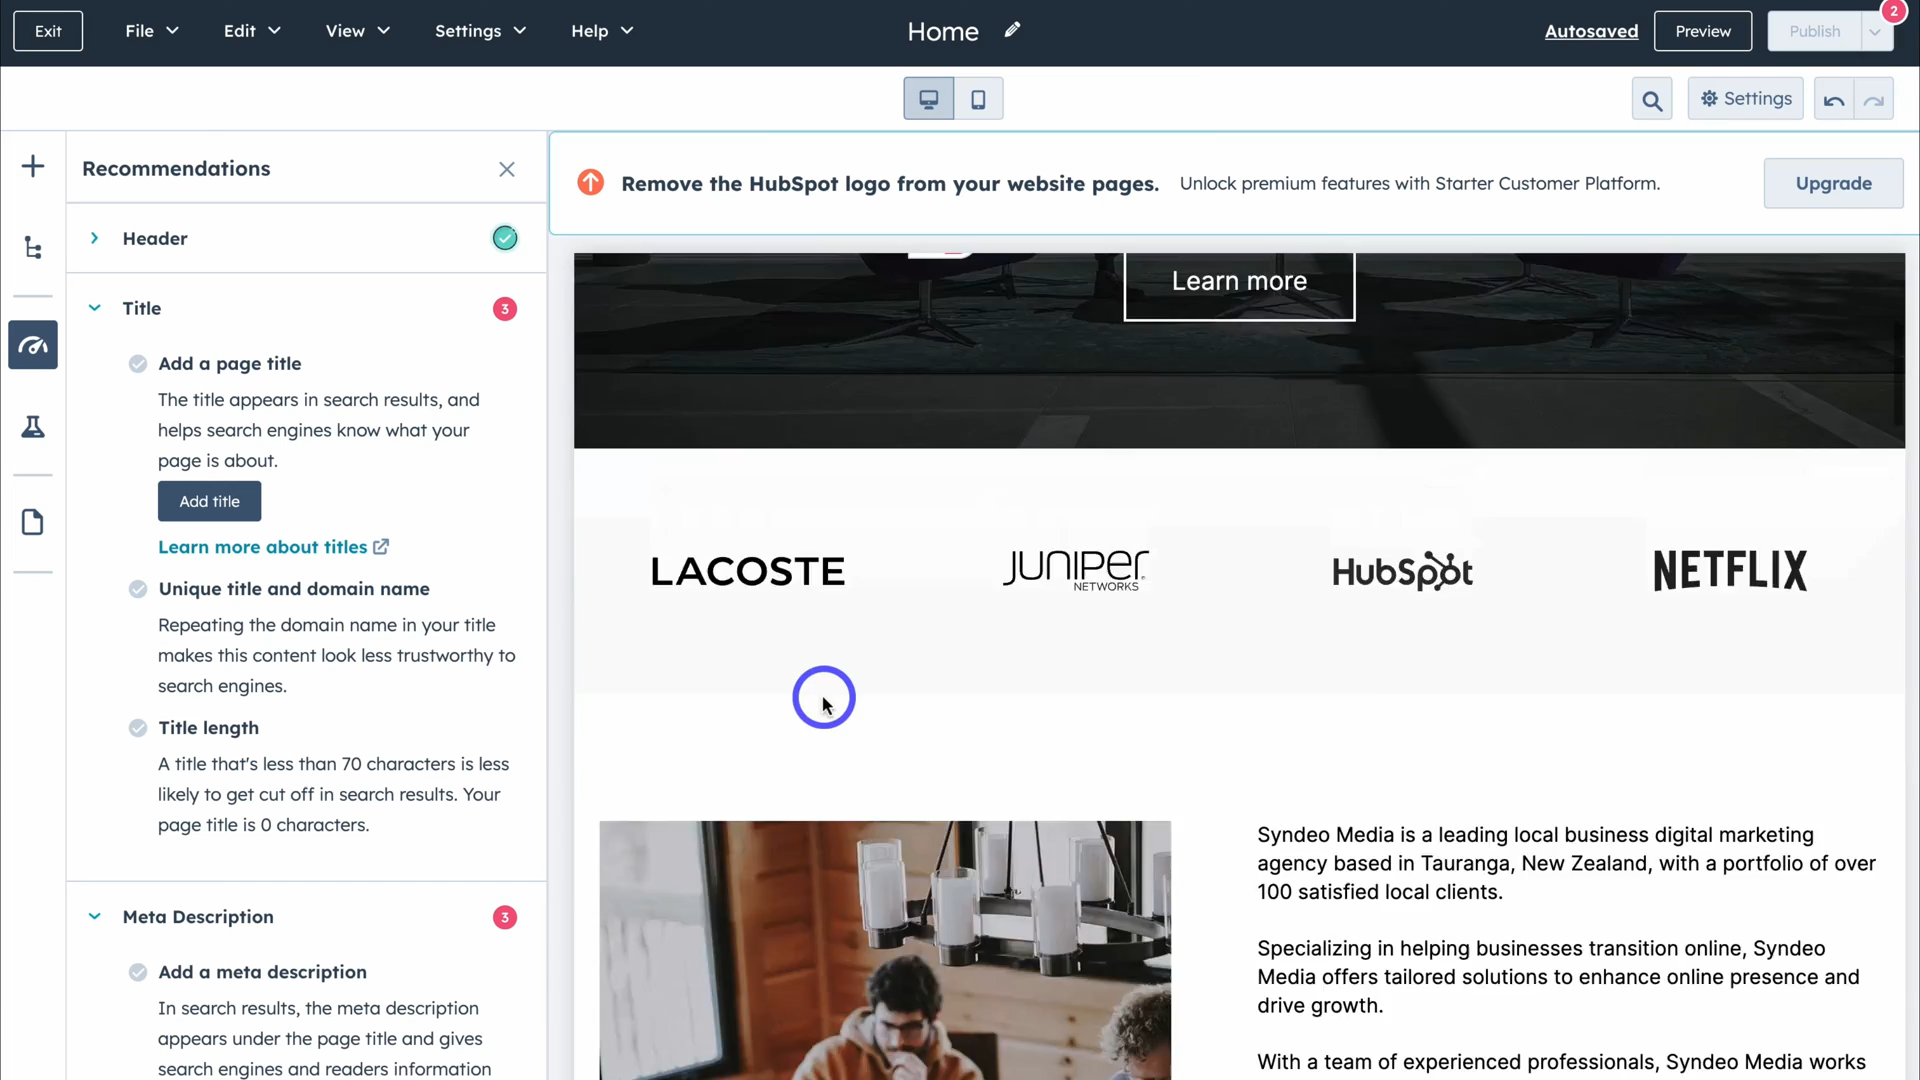 Exit
File
Edit
View
Settings
Help
Home
Autosaved
Preview
Publish
2
Settings
Recommendations
Header
Title
3
Add a page title
The title appears in search results, and
helps search engines know what your
page is about.
Add title
Learn more about titles
Unique title and domain name
Repeating the domain name in your title
makes this content look less trustworthy to
search engines.
Title length
A title that's less than 70 characters is less
likely to get cut off in search results. Your
page title is 0 characters.
Meta Description
3
Add a meta description
In search results, the meta description
appears under the page title and gives
search engines and readers information
Remove the HubSpot logo from your website pages.
Unlock premium features with Starter Customer Platform.
Upgrade
Learn more
LACOSTE
JUNIPER
NETWORKS
HubSpot
NETFLIX
Syndeo Media is a leading local business digital marketing
agency based in Tauranga, New Zealand, with a portfolio of over
100 satisfied local clients.
Specializing in helping businesses transition online, Syndeo
Media offers tailored solutions to enhance online presence and
drive growth.
With a team of experienced professionals, Syndeo Media works